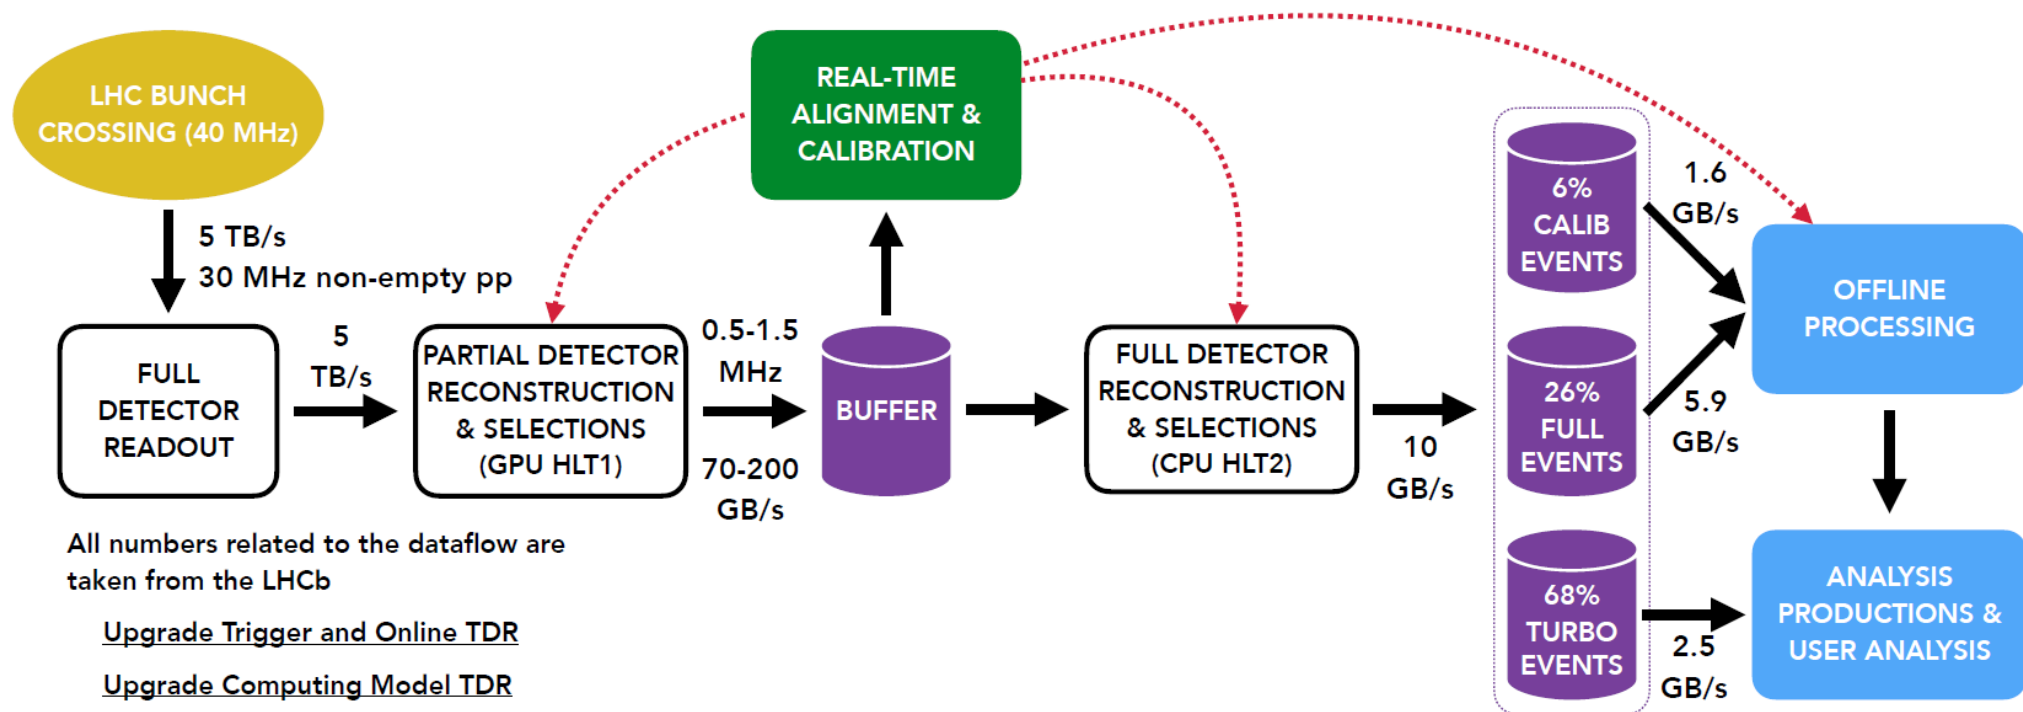 LHC BUNCH
CROSSING (40 MHz)
5 TB/s
30 MHz non-empty pp
FULL
DETECTOR
READOUT
5
TB/s
PARTIAL DETECTOR
RECONSTRUCTION
& SELECTIONS
(GPU HLT1)
0.5-1.5
MHz
70-200
GB/s
BUFFER
REAL-TIME
ALIGNMENT &
CALIBRATION
FULL DETECTOR
RECONSTRUCTION
& SELECTIONS
(CPU HLT2)
10
GB/s
6%
CALIB
EVENTS
1.6
GB/s
26%
FULL
EVENTS
5.9
GB/s
68%
TURBO
EVENTS
2.5
GB/s
OFFLINE
PROCESSING
ANALYSIS
PRODUCTIONS &
USER ANALYSIS
All numbers related to the dataflow are
taken from the LHCb
Upgrade Trigger and Online TDR
Upgrade Computing Model TDR